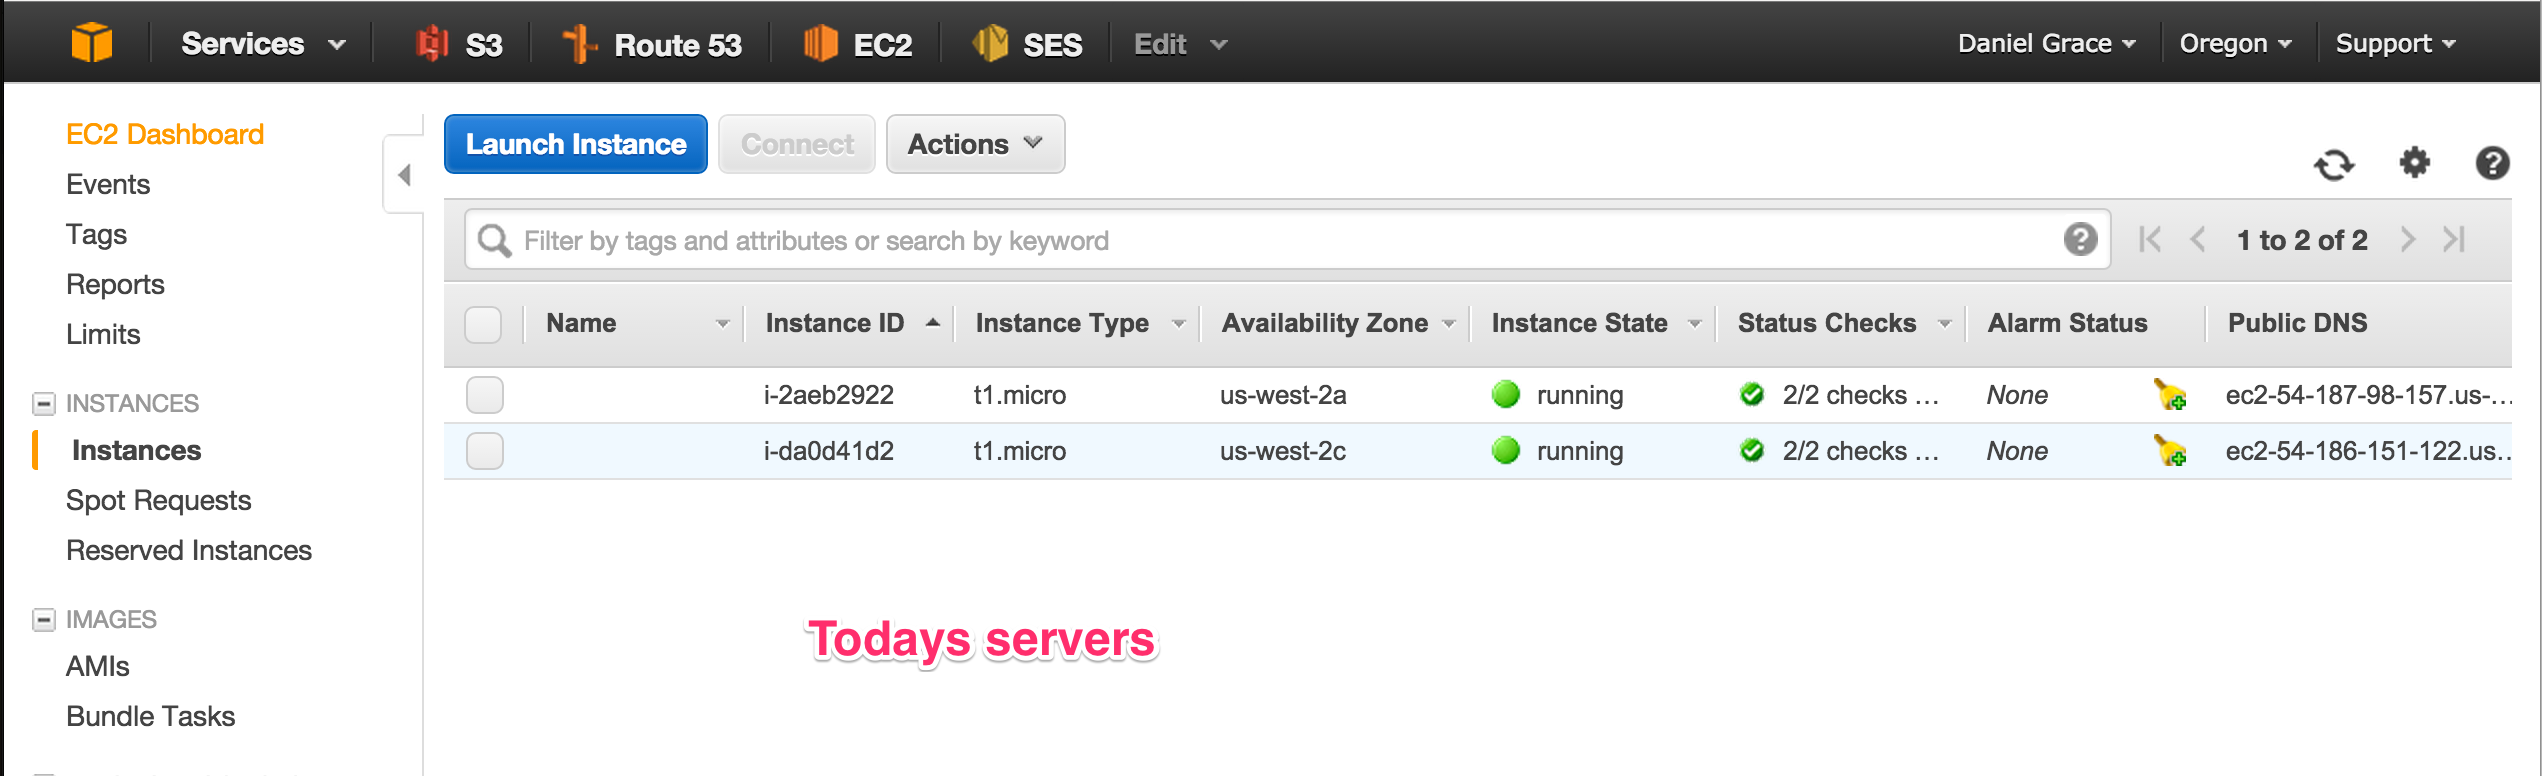 Services S3 Route 53 EC2 SES Edit Daniel Grace Oregon Support
EC2 Dashboard
Events
Tags
Reports
Limits
INSTANCES
Instances
Spot Requests
Reserved Instances
IMAGES
AMIs
Bundle Tasks
Launch Instance Connect Actions
Filter by tags and attributes or search by keyword 1 to 2 of 2
Name Instance ID Instance Type Availability Zone Instance State Status Checks Alarm Status Public DNS
i-2aeb2922 t1.micro us-west-2a running 2/2 checks ... None ec2-54-187-98-157.us-...
i-da0d41d2 t1.micro us-west-2c running 2/2 checks ... None ec2-54-186-151-122.us..
Todays servers